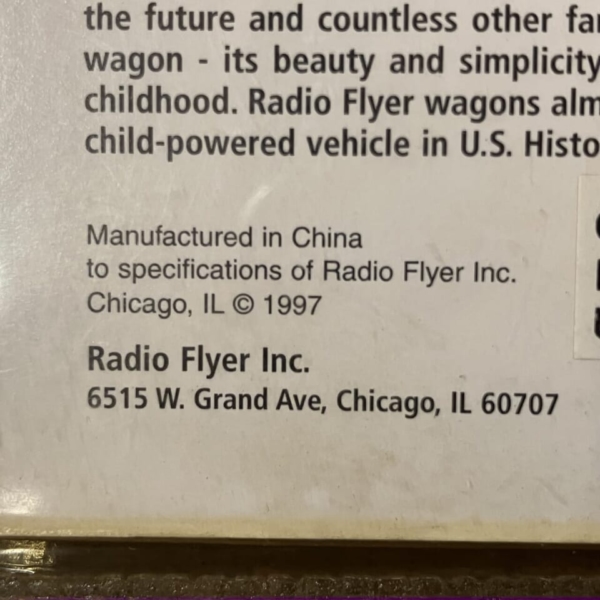 the future and countless other
wagon - its beauty and simplicity
childhood. Radio Flyer wagons
child-powered vehicle in U.S.
Manufactured in China
to specifications of Radio Flyer Inc.
Chicago, IL © 1997
Radio Flyer Inc.
6515 W. Grand Ave, Chicago, IL 60707